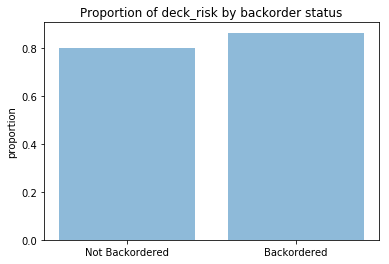 Proportion of deck_risk by backorder status
proportion
0.8
0.6
0.4
0.2
0.0
Not Backordered
Backordered